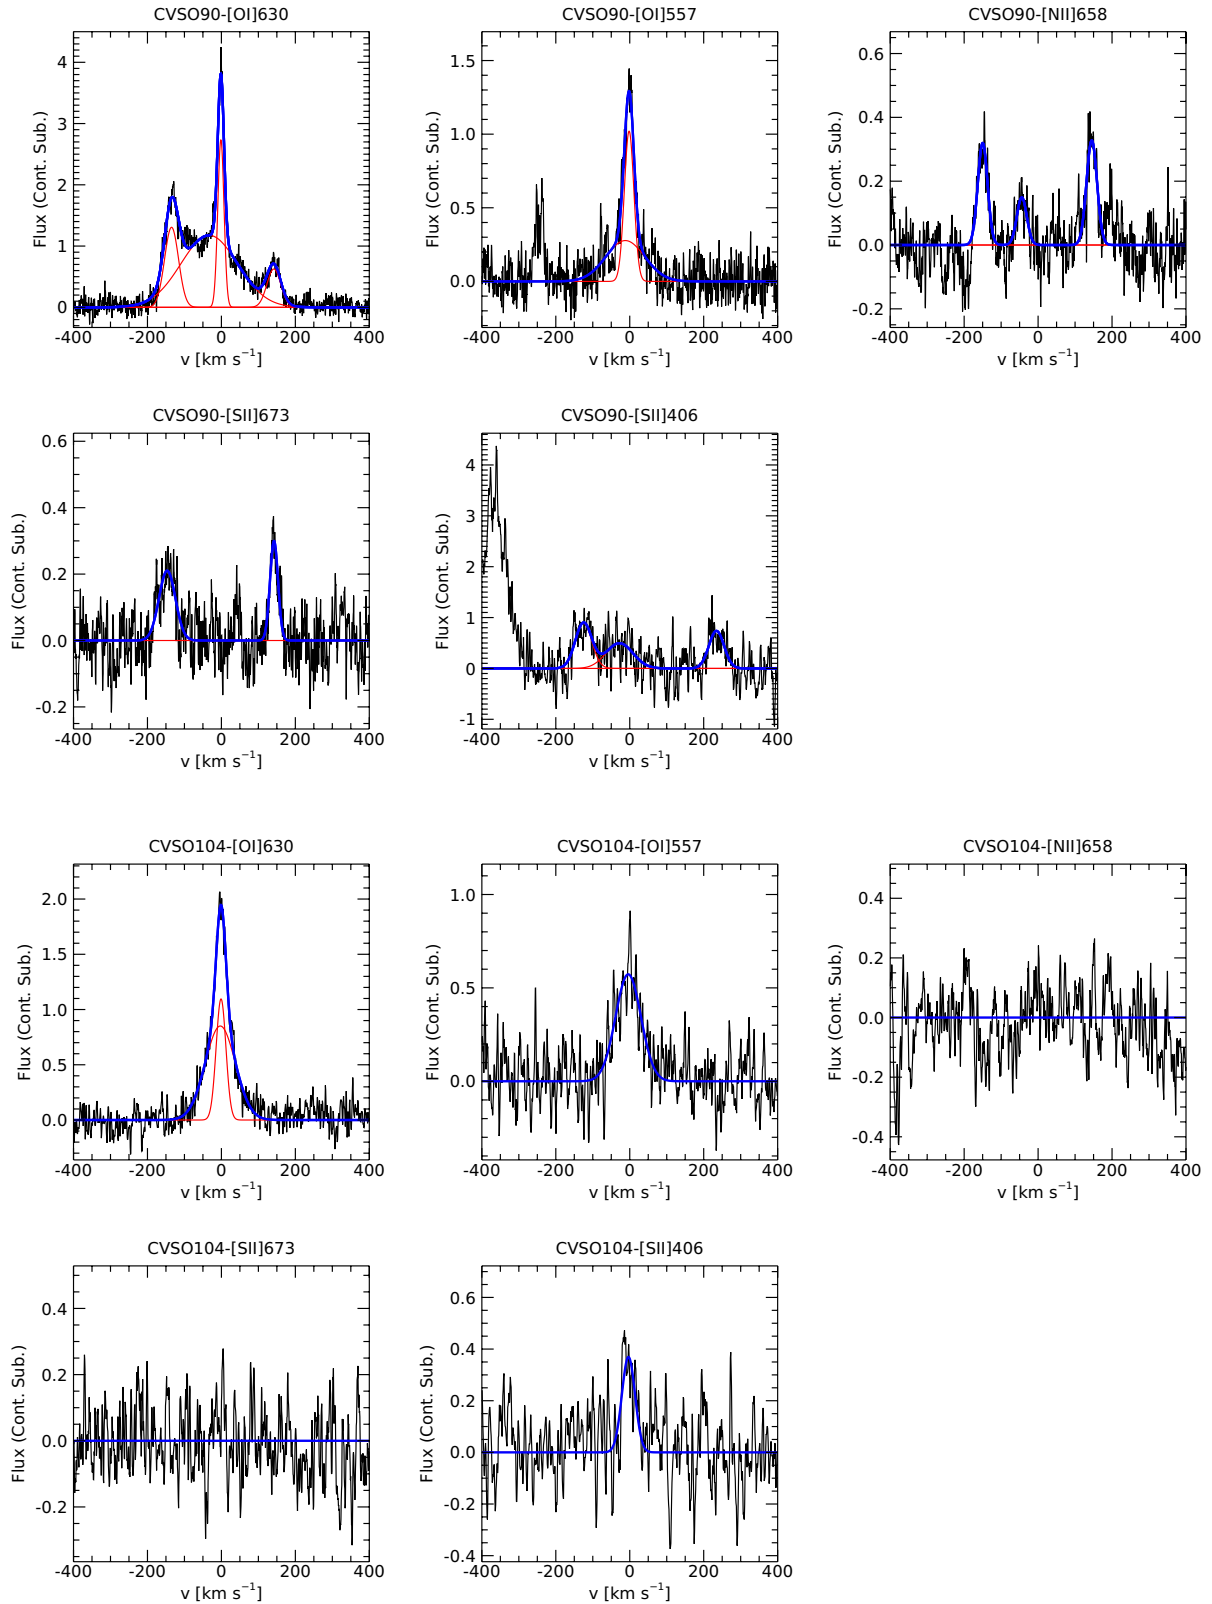 CVSO90-[OI]630
CVSO90-[OI]557
CVSO90-[NII]658
Flux (Cont. Sub.)
4
3
2
1
0
-400 -200 0 200 400
v [km s⁻¹]
Flux (Cont. Sub.)
1.5
1.0
0.5
0.0
-400 -200 0 200 400
v [km s⁻¹]
Flux (Cont. Sub.)
0.6
0.4
0.2
0.0
-0.2
-400 -200 0 200 400
v [km s⁻¹]
CVSO90-[SII]673
CVSO90-[SII]406
Flux (Cont. Sub.)
0.6
0.4
0.2
0.0
-0.2
-400 -200 0 200 400
v [km s⁻¹]
Flux (Cont. Sub.)
4
3
2
1
0
-1
-400 -200 0 200 400
v [km s⁻¹]
CVSO104-[OI]630
CVSO104-[OI]557
CVSO104-[NII]658
Flux (Cont. Sub.)
2.0
1.5
1.0
0.5
0.0
-400 -200 0 200 400
v [km s⁻¹]
Flux (Cont. Sub.)
1.0
0.5
0.0
-400 -200 0 200 400
v [km s⁻¹]
Flux (Cont. Sub.)
0.4
0.2
0.0
-0.2
-0.4
-400 -200 0 200 400
v [km s⁻¹]
CVSO104-[SII]673
CVSO104-[SII]406
Flux (Cont. Sub.)
0.4
0.2
0.0
-0.2
-400 -200 0 200 400
v [km s⁻¹]
Flux (Cont. Sub.)
0.6
0.4
0.2
0.0
-0.2
-0.4
-400 -200 0 200 400
v [km s⁻¹]